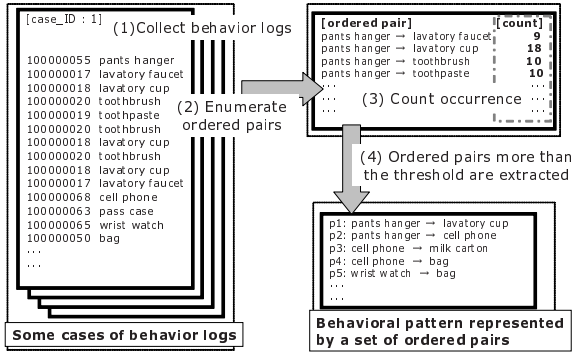 [case_ID : 1]
(1)Collect behavior logs
100000055 pants hanger
100000017 lavatory faucet
100000018 lavatory cup
100000020 toothbrush
100000019 toothpaste
100000020 toothbrush
100000018 lavatory cup
100000020 toothbrush
100000018 lavatory cup
100000017 lavatory faucet
100000068 cell phone
100000063 pass case
100000065 wrist watch
100000050 bag
...
...
Some cases of behavior logs
(2) Enumerate
ordered pairs
[ordered pair] [count]
pants hanger → lavatory faucet 9
pants hanger → lavatory cup 18
pants hanger → toothbrush 10
pants hanger → toothpaste 10
... ...
... ...
(3) Count occurrence
(4) Ordered pairs more than
the threshold are extracted
p1: pants hanger → lavatory cup
p2: pants hanger → cell phone
p3: cell phone → milk carton
p4: cell phone → bag
p5: wrist watch → bag
...
...
Behavioral pattern represented
by a set of ordered pairs